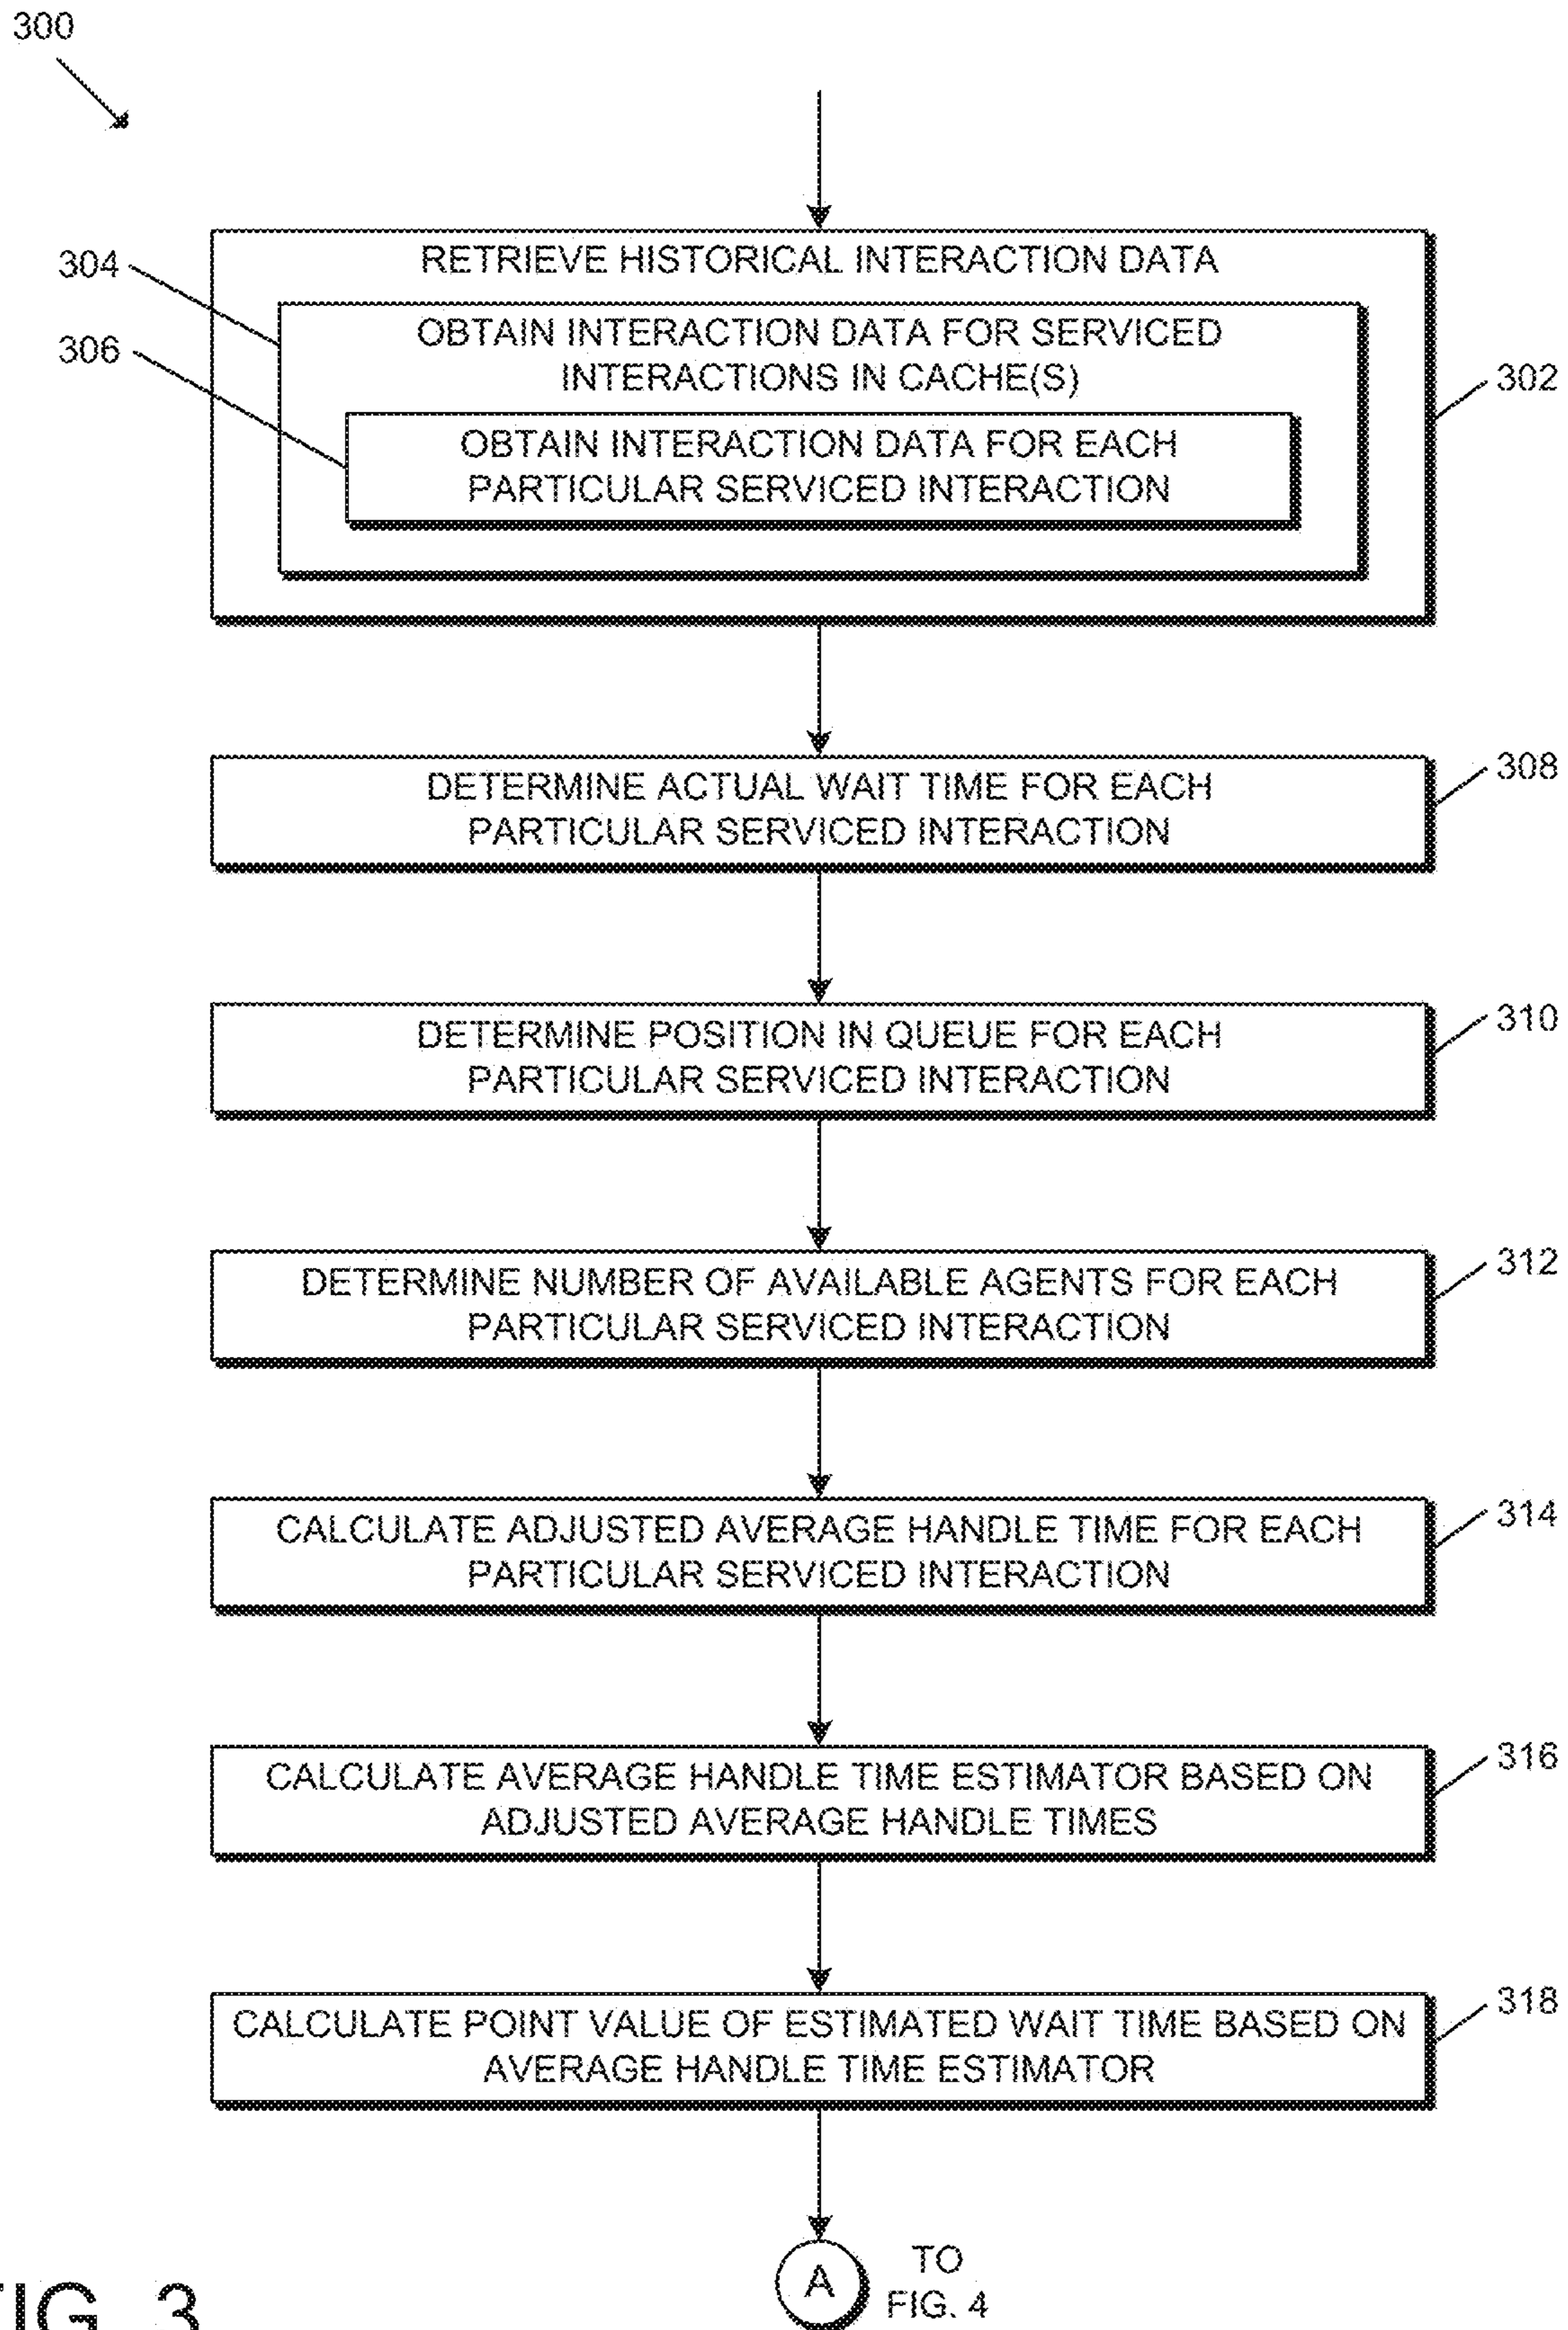 300
RETRIEVE HISTORICAL INTERACTION DATA
304
OBTAIN INTERACTION DATA FOR SERVICED
INTERACTIONS IN CACHE(S)
306
302
OBTAIN INTERACTION DATA FOR EACH
PARTICULAR SERVICED INTERACTION
308
DETERMINE ACTUAL WAIT TIME FOR EACH
PARTICULAR SERVICED INTERACTION
310
DETERMINE POSITION IN QUEUE FOR EACH
PARTICULAR SERVICED INTERACTION
312
DETERMINE NUMBER OF AVAILABLE AGENTS FOR EACH
PARTICULAR SERVICED INTERACTION
314
CALCULATE ADJUSTED AVERAGE HANDLE TIME FOR EACH
PARTICULAR SERVICED INTERACTION
316
CALCULATE AVERAGE HANDLE TIME ESTIMATOR BASED ON
ADJUSTED AVERAGE HANDLE TIMES
318
CALCULATE POINT VALUE OF ESTIMATED WAIT TIME BASED ON
AVERAGE HANDLE TIME ESTIMATOR
A
TO
FIG. 4
IG. 3